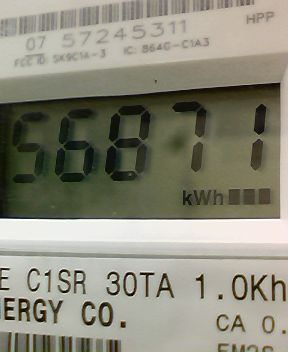 07 57245311 HPP
FCC ID: SK9C1A-3 IC: 864G-C1A3
56871
kWh
E C1SR 30TA 1.0Kh
NERGY CO.
CA 0.